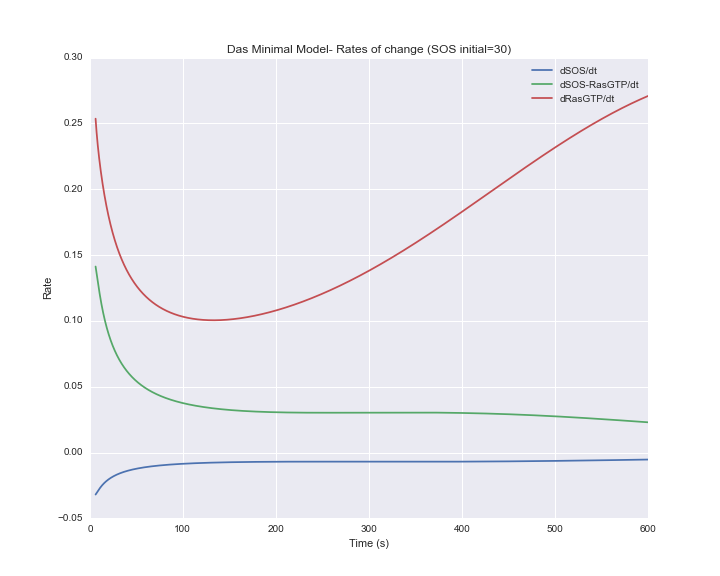 Das Minimal Model- Rates of change (SOS initial=30)
0.30
0.25
0.20
0.15
0.10
0.05
0.00
−0.05
Rate
dSOS/dt
dSOS-RasGTP/dt
dRasGTP/dt
0 100 200 300 400 500 600
Time (s)